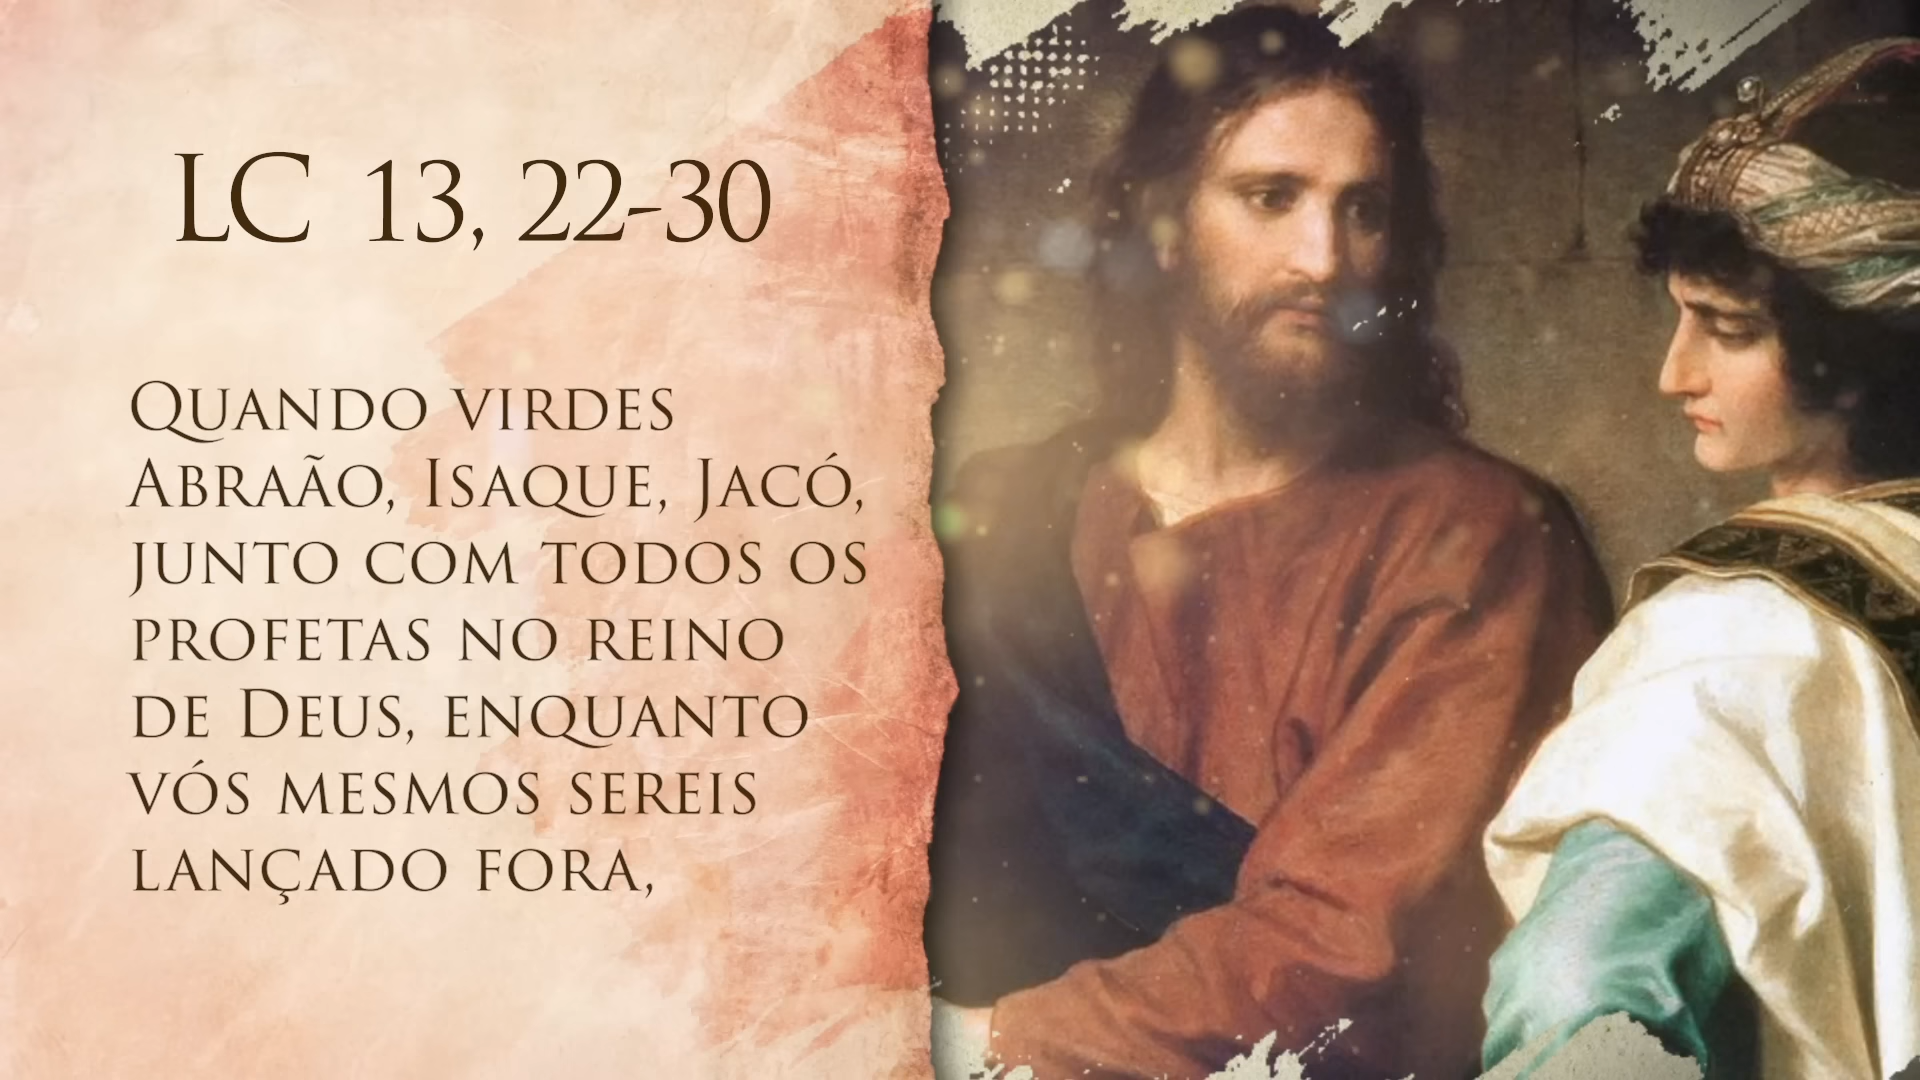 LC 13, 22-30
Quando virdes
Abraão, Isaque, Jacó,
junto com todos os
profetas no reino
de Deus, enquanto
vós mesmos sereis
lançado fora,